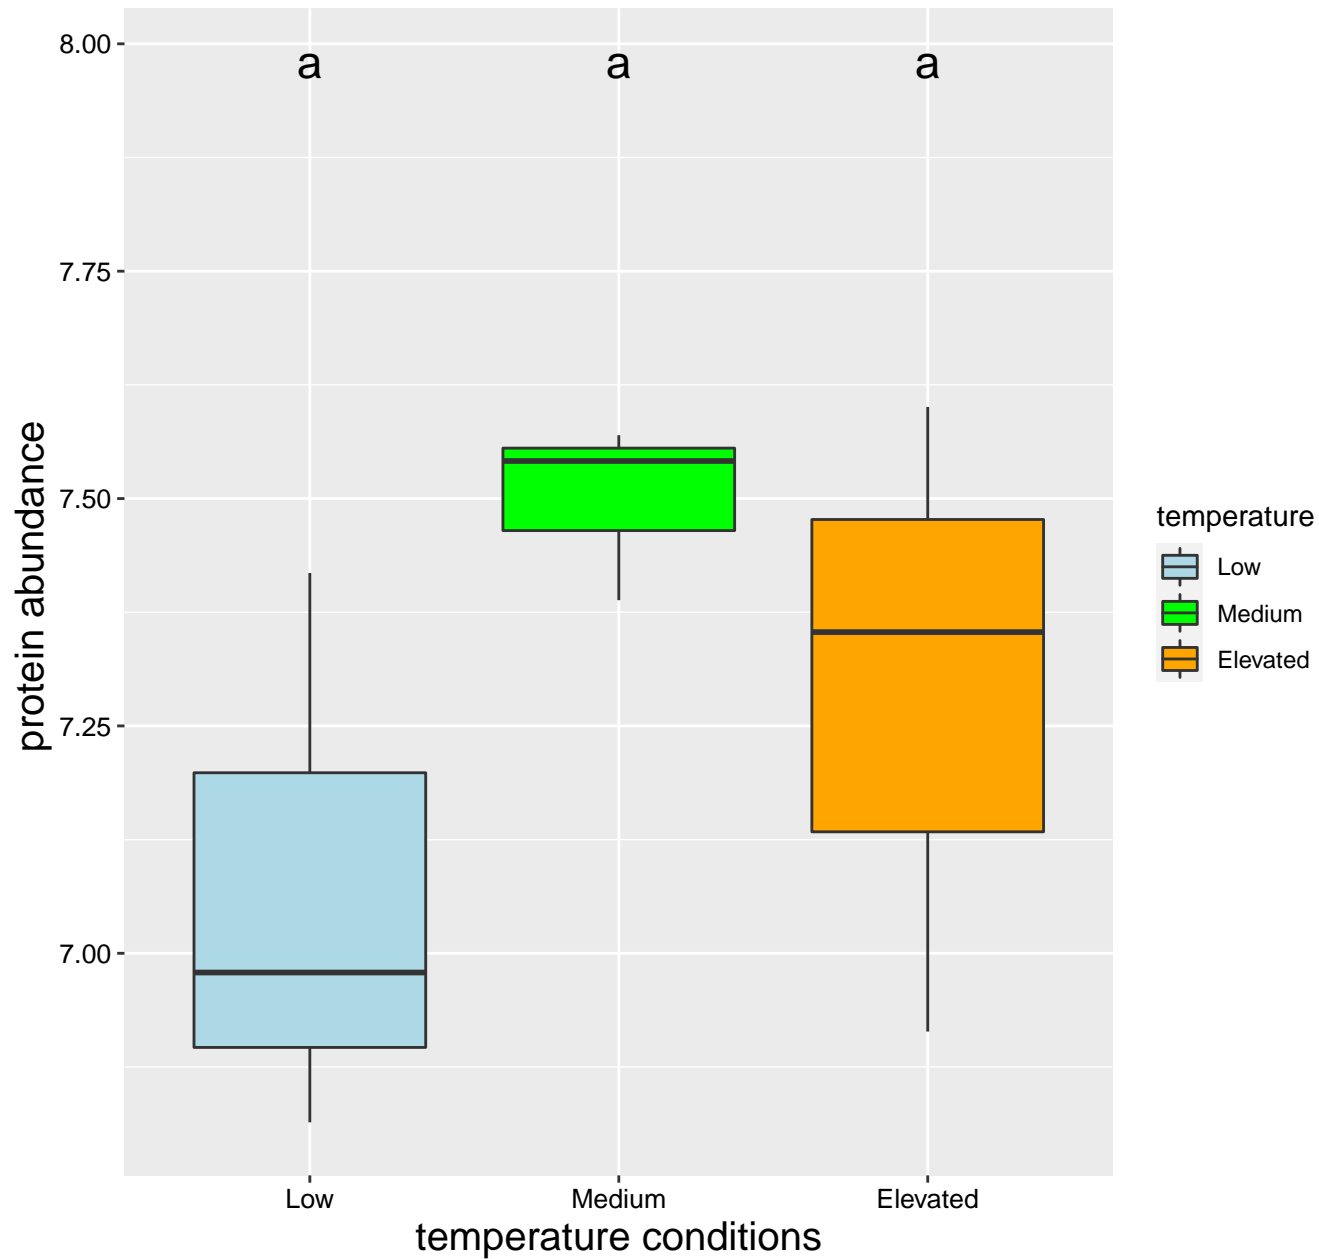 a a a
8.00
7.75
7.50
7.25
7.00
protein abundance
Low Medium Elevated
temperature conditions
temperature
Low
Medium
Elevated